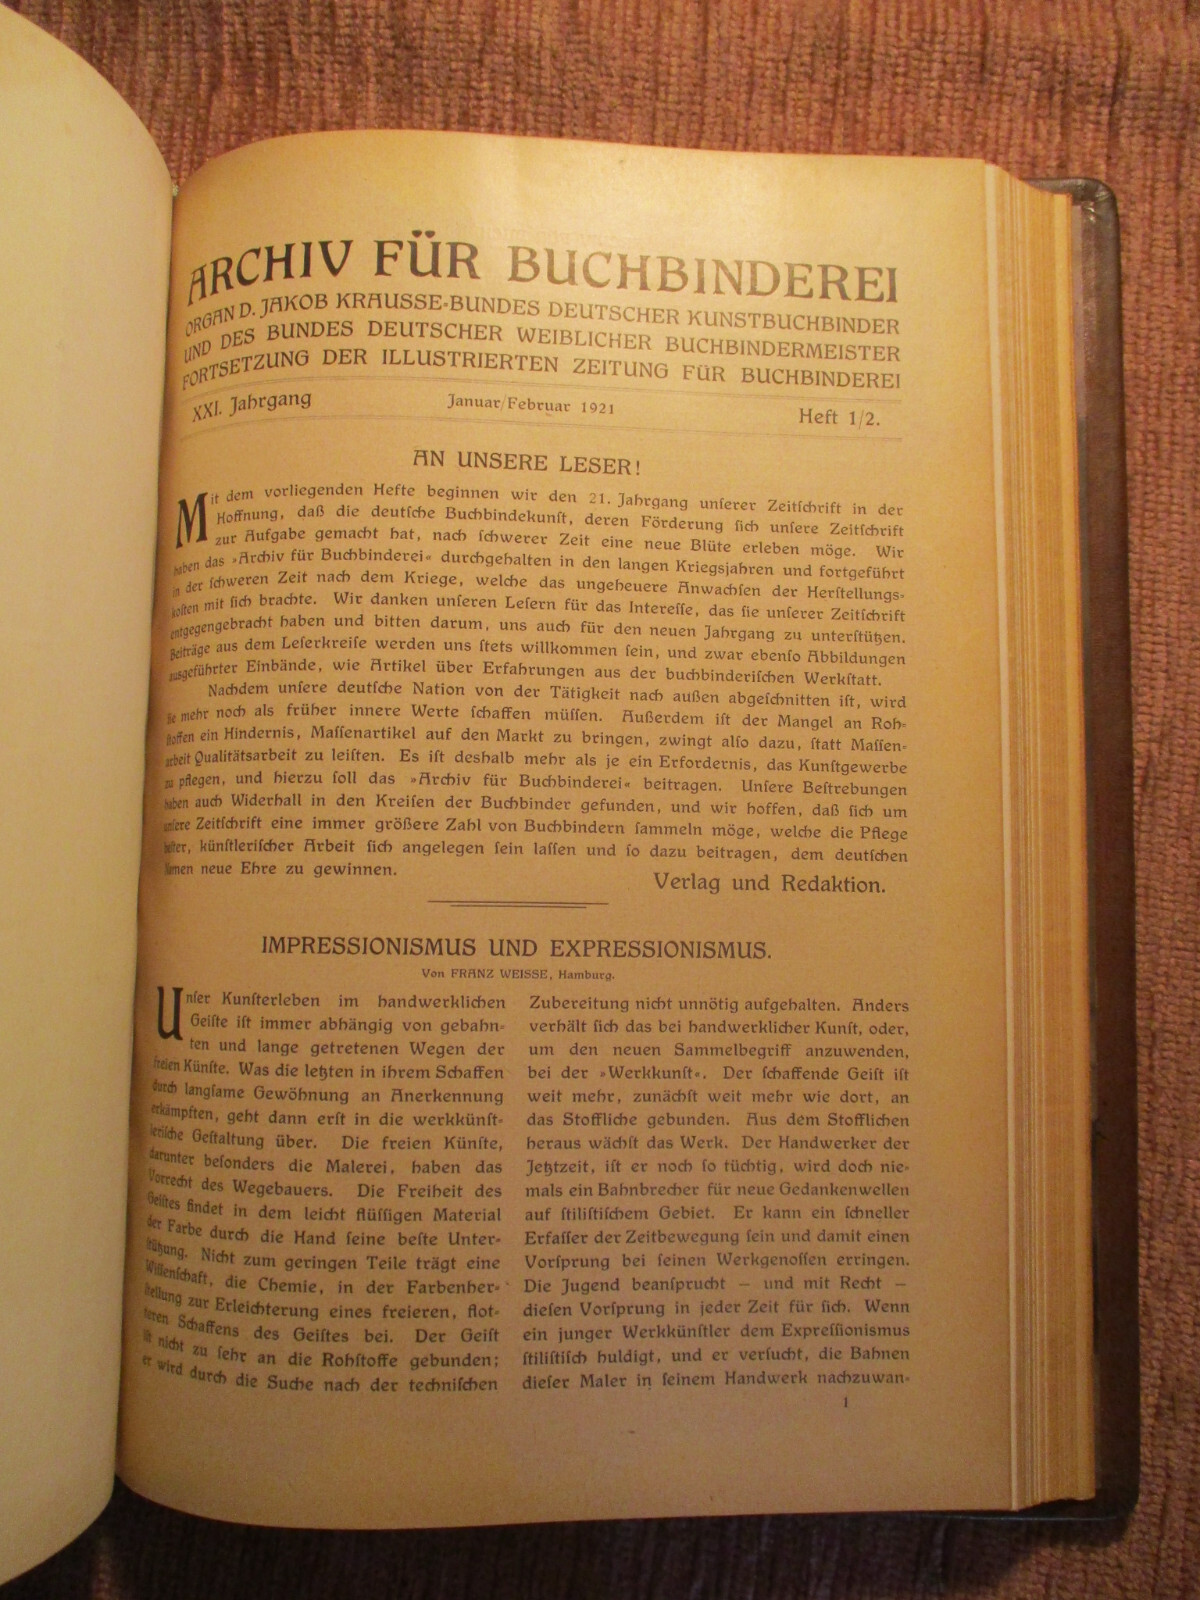 ARCHIV FÜR BUCHBINDEREI
ORGAN D. JAKOB KRAUSSE-BUNDES DEUTSCHER KUNSTBUCHBINDER
UND DES BUNDES DEUTSCHER WEIBLICHER BUCHBINDERMEISTER
FORTSETZUNG DER ILLUSTRIERTEN ZEITUNG FÜR BUCHBINDEREI
XXI. Jahrgang Januar/Februar 1921 Heft 1/2.
AN UNSERE LESER!
Mit dem vorliegenden Hefte beginnen wir den 21. Jahrgang unſerer Zeitſchrift in der
Hoffnung, daß die deutſche Buchbindekunſt, deren Förderung ſich unſere Zeitſchrift
zur Aufgabe gemacht hat, nach ſchwerer Zeit eine neue Blüte erleben möge. Wir
haben das »Archiv für Buchbinderei« durchgehalten in den langen Kriegsjahren und fortgeführt
in der ſchweren Zeit nach dem Kriege, welche das ungeheuere Anwachſen der Herſtellungs-
koſten mit ſich brachte. Wir danken unſeren Leſern für das Intereſſe, das ſie unſerer Zeitſchrift
entgegengebracht haben und bitten darum, uns auch für den neuen Jahrgang zu unterſtützen.
Beiträge aus dem Leſerkreiſe werden uns ſtets willkommen ſein, und zwar ebenſo Abbildungen
ausgeführter Einbände, wie Artikel über Erfahrungen aus der buchbinderiſchen Werkſtatt.
Nachdem unſere deutſche Nation von der Tätigkeit nach außen abgeſchnitten iſt, wird
ſie mehr noch als früher innere Werte ſchaffen müſſen. Außerdem iſt der Mangel an Roh-
ſtoffen ein Hindernis, Maſſenartikel auf den Markt zu bringen, zwingt alſo dazu, ſtatt Maſſen-
arbeit Qualitätsarbeit zu leiſten. Es iſt deshalb mehr als je ein Erfordernis, das Kunſtgewerbe
zu pflegen, und hierzu ſoll das »Archiv für Buchbinderei« beitragen. Unſere Beſtrebungen
haben auch Widerhall in den Kreiſen der Buchbinder gefunden, und wir hoffen, daß ſich um
unſere Zeitſchrift eine immer größere Zahl von Buchbindern ſammeln möge, welche die Pflege
künſtleriſcher Arbeit ſich angelegen ſein laſſen und ſo dazu beitragen, dem deutſchen
Namen neue Ehre zu gewinnen.
Verlag und Redaktion.
IMPRESSIONISMUS UND EXPRESSIONISMUS.
Von FRANZ WEISSE, Hamburg.
Unſer Kunſterleben im handwerklichen
Geiſte iſt immer abhängig von gebahn-
ten und lange getretenen Wegen der
freien Künſte. Was die letzten in ihrem Schaffen
durch langſame Gewöhnung an Anerkennung
erkämpften, geht dann erſt in die werkkünſt-
leriſche Geſtaltung über. Die freien Künſte,
darunter beſonders die Malerei, haben das
Vorrecht des Wegebauers. Die Freiheit des
Geiſtes findet in dem leicht flüſſigen Material
der Farbe durch die Hand ſeine beſte Unter-
ſtützung. Nicht zum geringen Teile trägt eine
Wiſſenſchaft, die Chemie, in der Farbenher-
ſtellung zur Erleichterung eines freieren, flot-
teren Schaffens des Geiſtes bei. Der Geiſt
iſt nicht zu ſehr an die Rohſtoffe gebunden;
er wird durch die Suche nach der techniſchen
Zubereitung nicht unnötig aufgehalten. Anders
verhält ſich das bei handwerklicher Kunſt, oder,
um den neuen Sammelbegriff anzuwenden,
bei der »Werkkunſt«. Der ſchaffende Geiſt iſt
weit mehr, zunächſt weit mehr wie dort, an
das Stoffliche gebunden. Aus dem Stofflichen
heraus wächſt das Werk. Der Handwerker der
Jetztzeit, iſt er noch ſo tüchtig, wird doch nie-
mals ein Bahnbrecher für neue Gedankenwellen
auf ſtiliſtiſchem Gebiet. Er kann ein ſchneller
Erfaſſer der Zeitbewegung ſein und damit einen
Vorſprung bei ſeinen Werkgenoſſen erringen.
Die Jugend beanſprucht — und mit Recht —
dieſen Vorſprung in jeder Zeit für ſich. Wenn
ein junger Werkkünſtler dem Expreſſionismus
ſtiliſtiſch huldigt, und er verſucht, die Bahnen
dieſer Maler in ſeinem Handwerk nachzuwan-
1